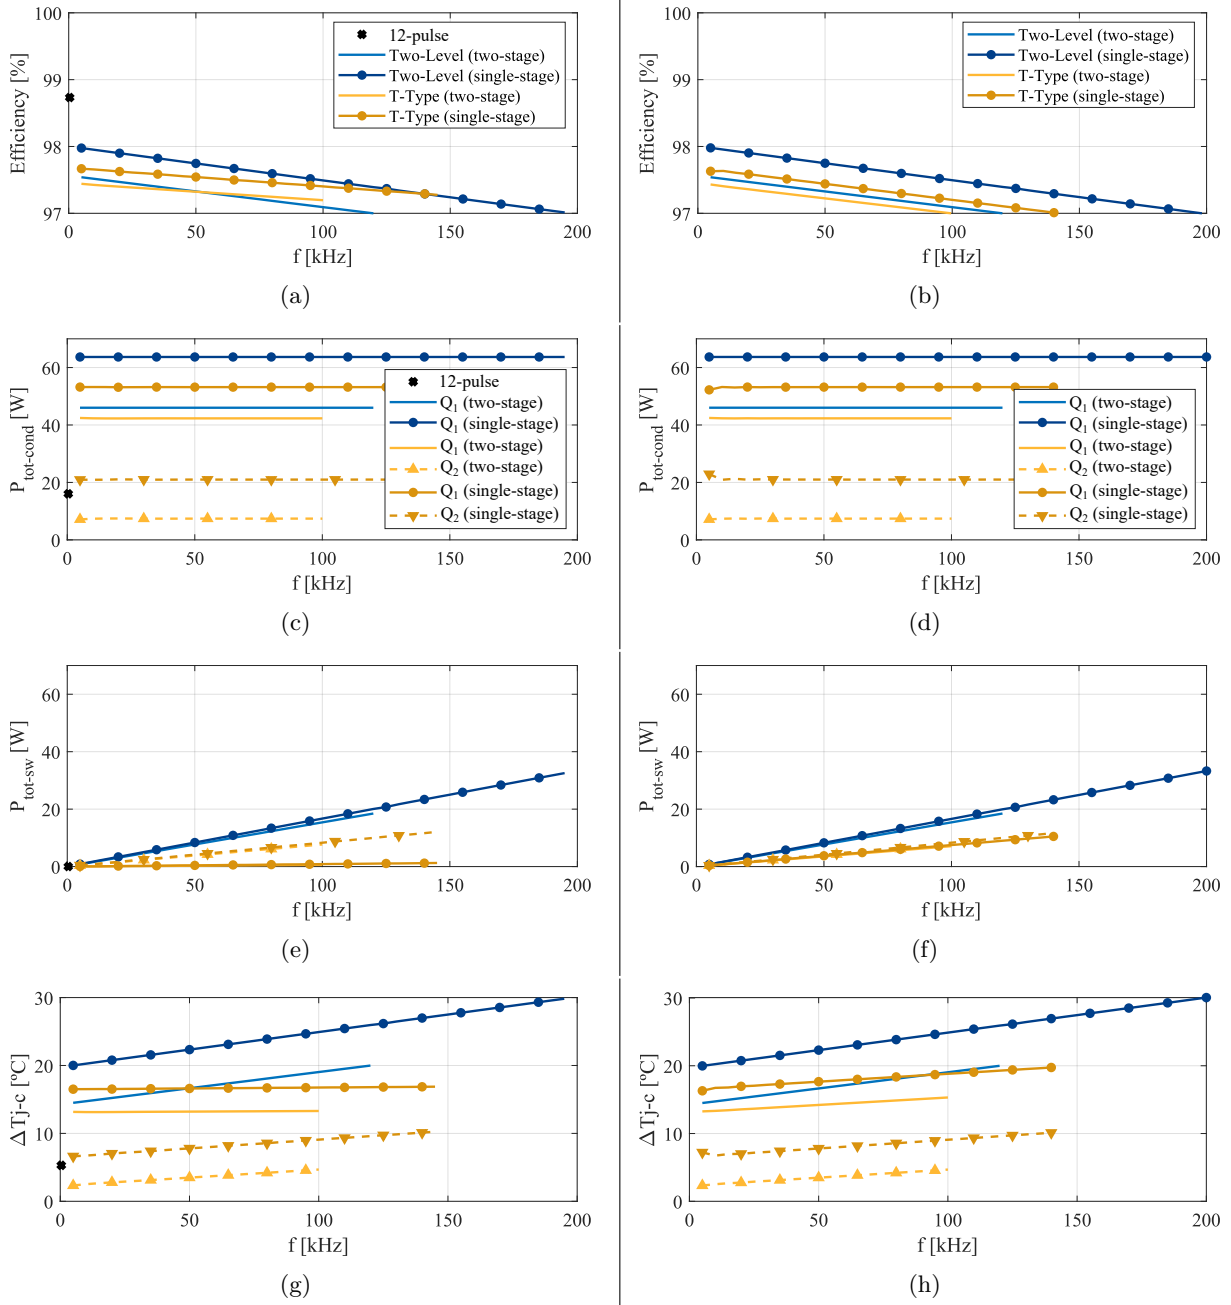 100
99
98
97
Efficiency [%]
12-pulse
Two-Level (two-stage)
Two-Level (single-stage)
T-Type (two-stage)
T-Type (single-stage)
0 50 100 150 200
f [kHz]
(a)
100
99
98
97
Efficiency [%]
Two-Level (two-stage)
Two-Level (single-stage)
T-Type (two-stage)
T-Type (single-stage)
0 50 100 150 200
f [kHz]
(b)
60
40
20
0
P tot-cond [W]
12-pulse
Q1 (two-stage)
Q1 (single-stage)
Q1 (two-stage)
Q2 (two-stage)
Q1 (single-stage)
Q2 (single-stage)
0 50 100 150 200
f [kHz]
(c)
60
40
20
0
P tot-cond [W]
Q1 (two-stage)
Q1 (single-stage)
Q1 (two-stage)
Q2 (two-stage)
Q1 (single-stage)
Q2 (single-stage)
0 50 100 150 200
f [kHz]
(d)
60
40
20
0
P tot-sw [W]
0 50 100 150 200
f [kHz]
(e)
60
40
20
0
P tot-sw [W]
0 50 100 150 200
f [kHz]
(f)
30
20
10
0
ΔTj-c [ºC]
0 50 100 150 200
f [kHz]
(g)
30
20
10
0
ΔTj-c [ºC]
0 50 100 150 200
f [kHz]
(h)